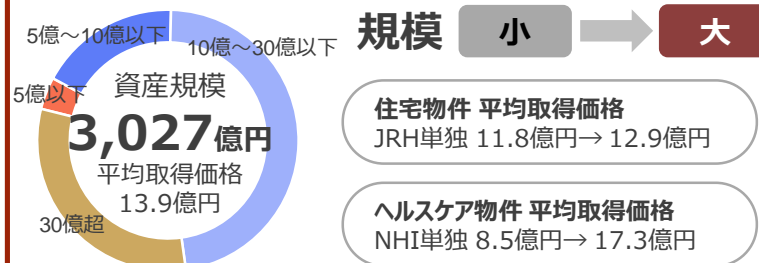 5億～10億以下
10億～30億以下
5億以下
30億超
資産規模
3,027億円
平均取得価格
13.9億円
規模 小 大
住宅物件 平均取得価格
JRH単独 11.8億円→ 12.9億円
ヘルスケア物件 平均取得価格
NHI単独 8.5億円→ 17.3億円